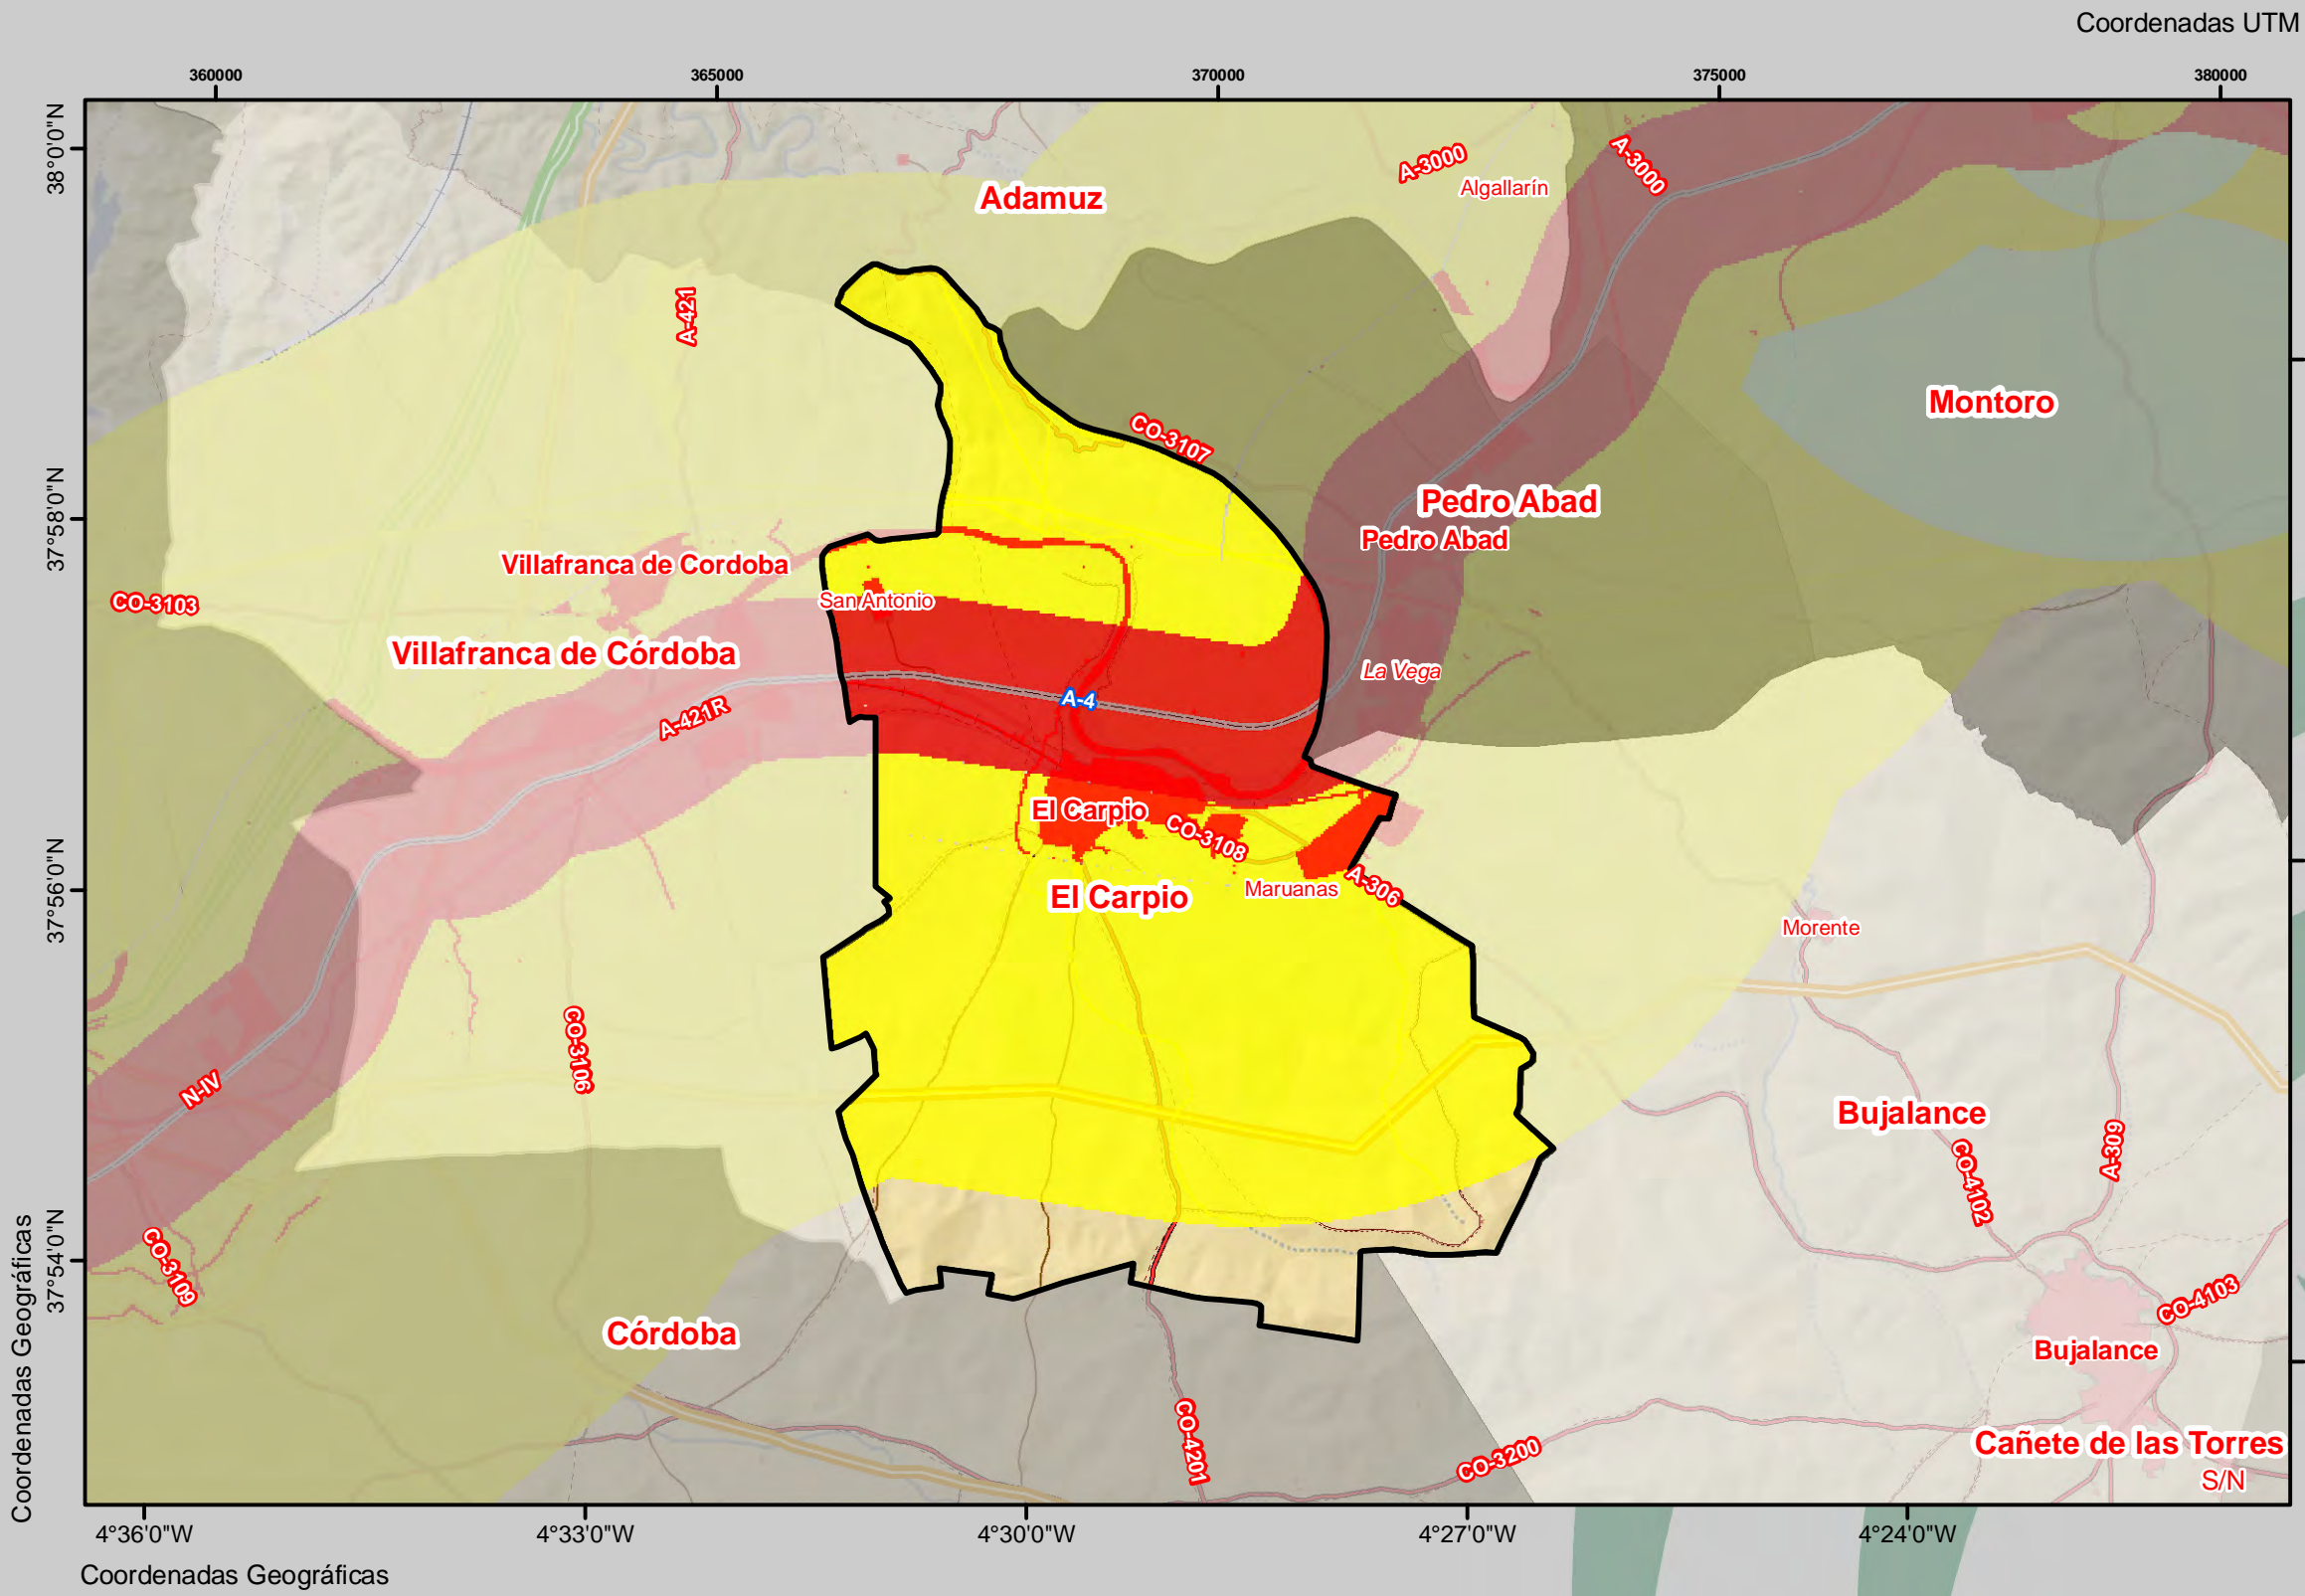 Coordenadas UTM
360000
365000
370000
375000
380000
38°0'0"N
37°58'0"N
37°56'0"N
37°54'0"N
A-3000
A-3000
Algallarín
Adamuz
A-421
Montoro
CO-3107
Pedro Abad
Pedro Abad
Villafranca de Cordoba
CO-3103
San Antonio
Villafranca de Córdoba
La Vega
A-4
A-421R
El Carpio
CO-3108
Maruanas
A-306
El Carpio
Morente
CO-3106
N-IV
Bujalance
A-309
CO-4102
CO-3109
CO-4103
Córdoba
Bujalance
CO-4201
CO-3200
Cañete de las Torres
S/N
Coordenadas Geográficas
4°36'0"W
4°33'0"W
4°30'0"W
4°27'0"W
4°24'0"W
Coordenadas Geográficas